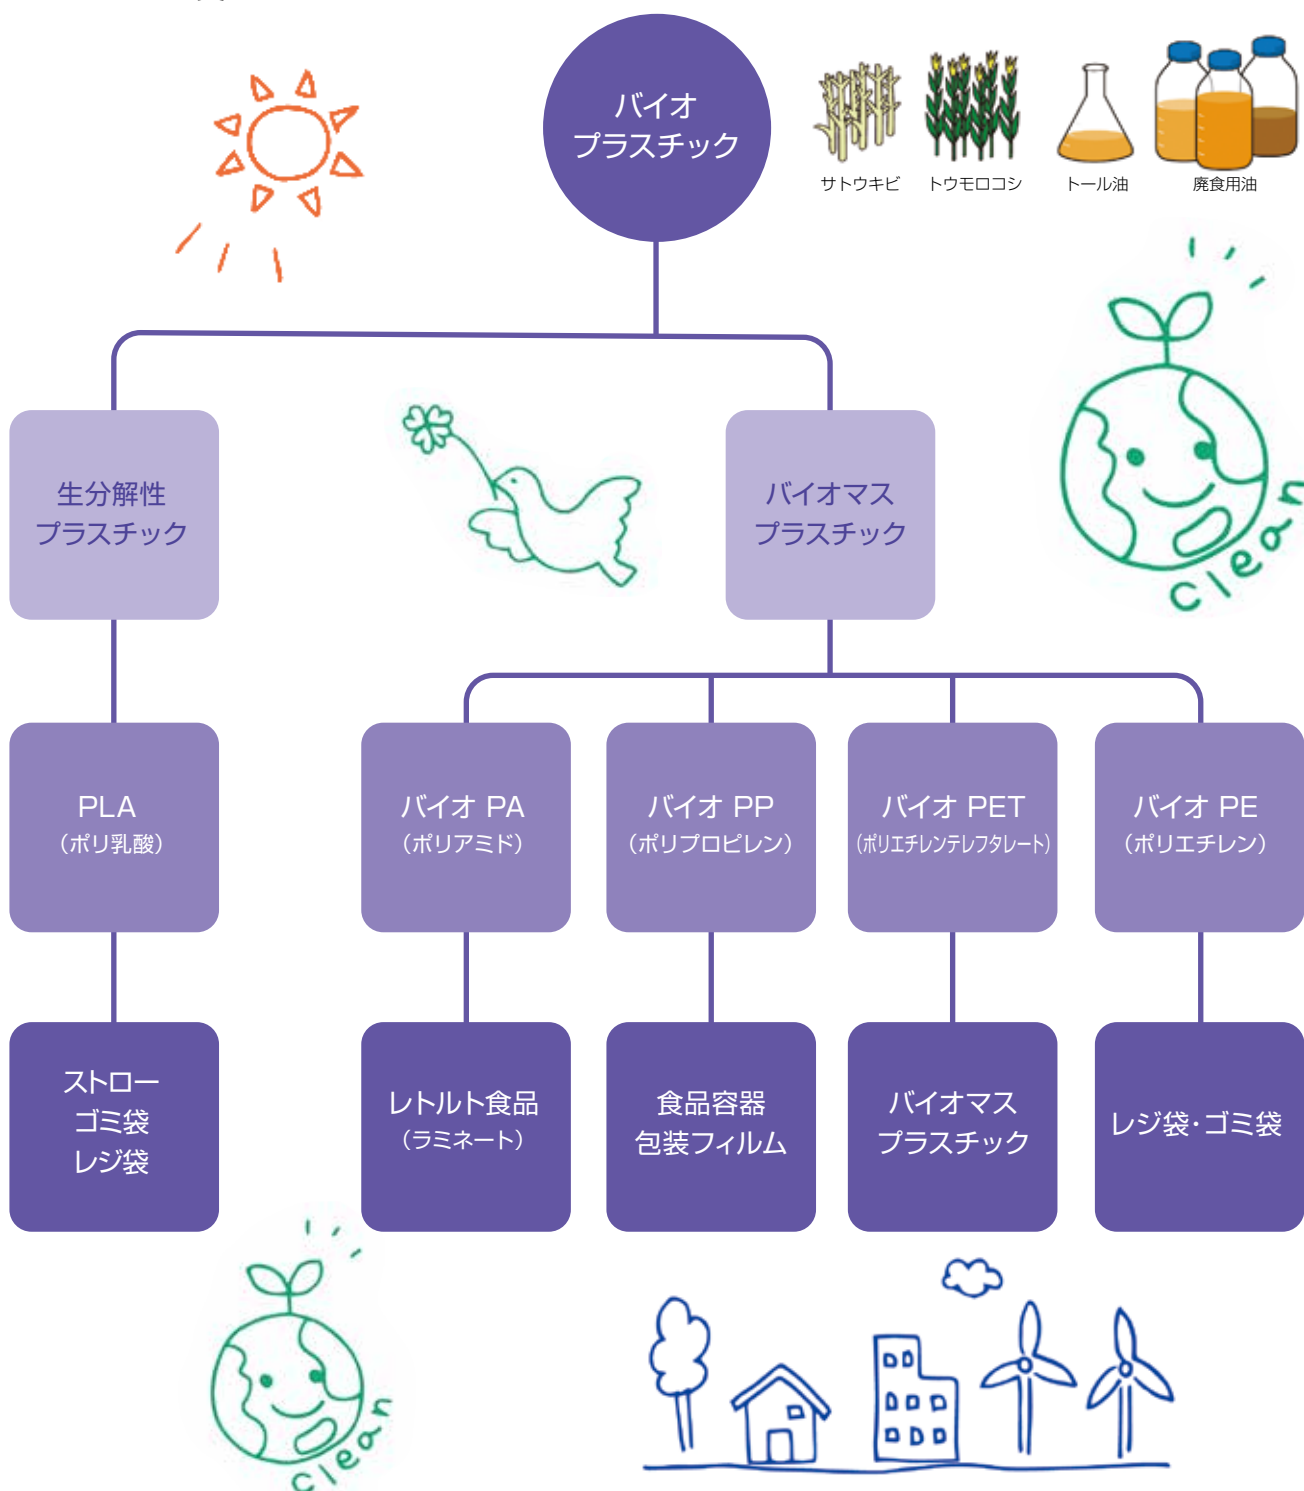 バイオ
プラスチック
サトウキビ
トウモロコシ
トール油
廃食用油
生分解性
プラスチック
バイオマス
プラスチック
clean
PLA
（ポリ乳酸）
バイオ PA
（ポリアミド）
バイオ PP
（ポリプロピレン）
バイオ PET
（ポリエチレンテレフタレート）
バイオ PE
（ポリエチレン）
ストロー
ゴミ袋
レジ袋
レトルト食品
（ラミネート）
食品容器
包装フィルム
バイオマス
プラスチック
レジ袋・ゴミ袋
clean